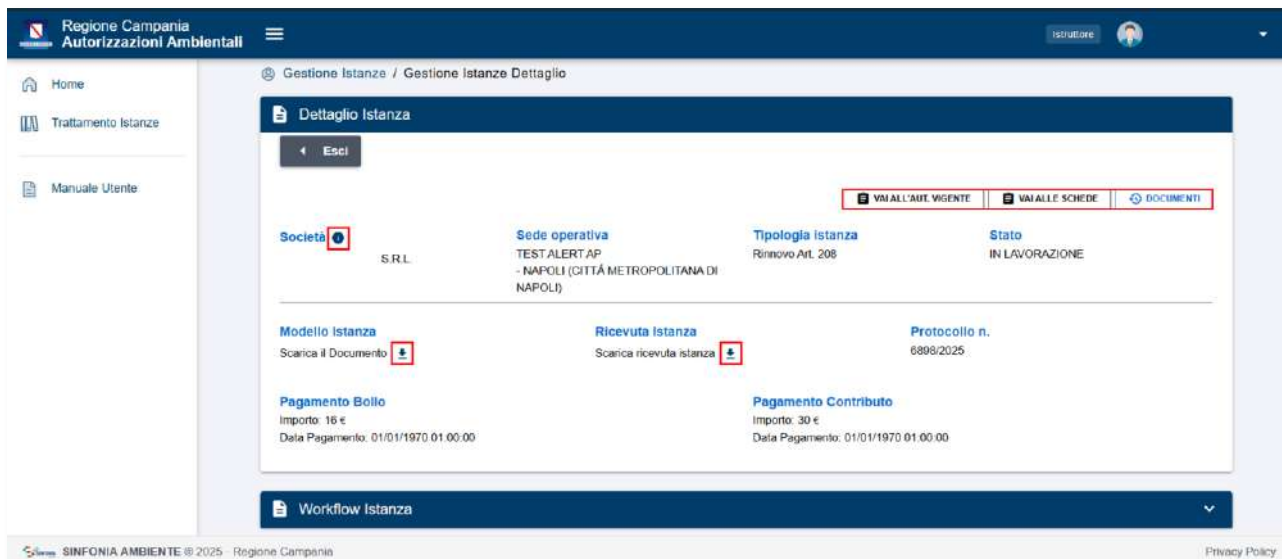 Regione Campania
Autorizzazioni Ambientali
Istruttore
Home
Trattamento Istanze
Manuale Utente
Gestione Istanze / Gestione Istanze Dettaglio
Dettaglio Istanza
Esci
VAI ALL'AUT. VIGENTE
VAI ALLE SCHEDE
DOCUMENTI
Società
S.R.L.
Sede operativa
TEST ALERT AP
- NAPOLI (CITTÁ METROPOLITANA DI
NAPOLI)
Tipologia istanza
Rinnovo Art. 208
Stato
IN LAVORAZIONE
Modello Istanza
Scarica il Documento
Ricevuta Istanza
Scarica ricevuta istanza
Protocollo n.
6898/2025
Pagamento Bollo
Importo: 16 €
Data Pagamento: 01/01/1970 01:00:00
Pagamento Contributo
Importo: 30 €
Data Pagamento: 01/01/1970 01:00:00
Workflow Istanza
SINFONIA AMBIENTE © 2025 - Regione Campania
Privacy Policy